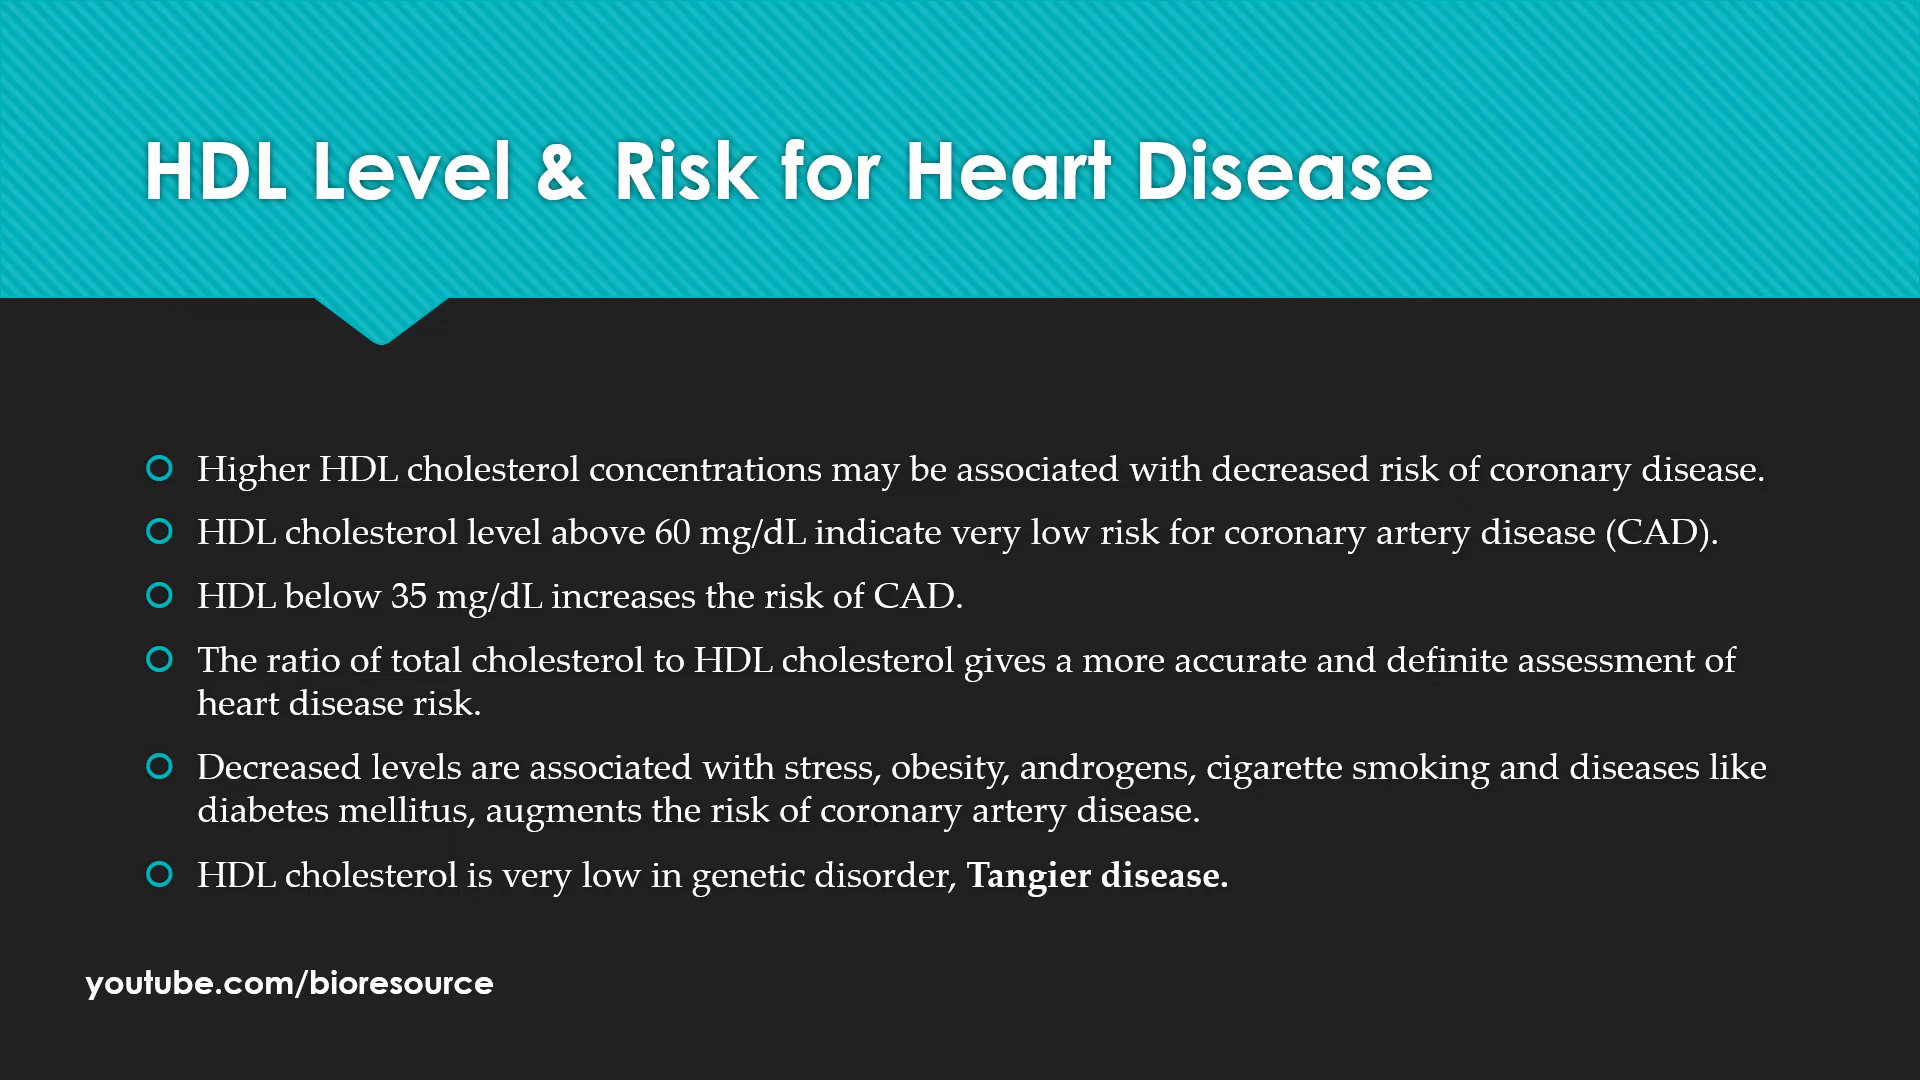 HDL Level & Risk for Heart Disease
Higher HDL cholesterol concentrations may be associated with decreased risk of coronary disease.
HDL cholesterol level above 60 mg/dL indicate very low risk for coronary artery disease (CAD).
HDL below 35 mg/dL increases the risk of CAD.
The ratio of total cholesterol to HDL cholesterol gives a more accurate and definite assessment of
heart disease risk.
Decreased levels are associated with stress, obesity, androgens, cigarette smoking and diseases like
diabetes mellitus, augments the risk of coronary artery disease.
HDL cholesterol is very low in genetic disorder, Tangier disease.
youtube.com/bioresource